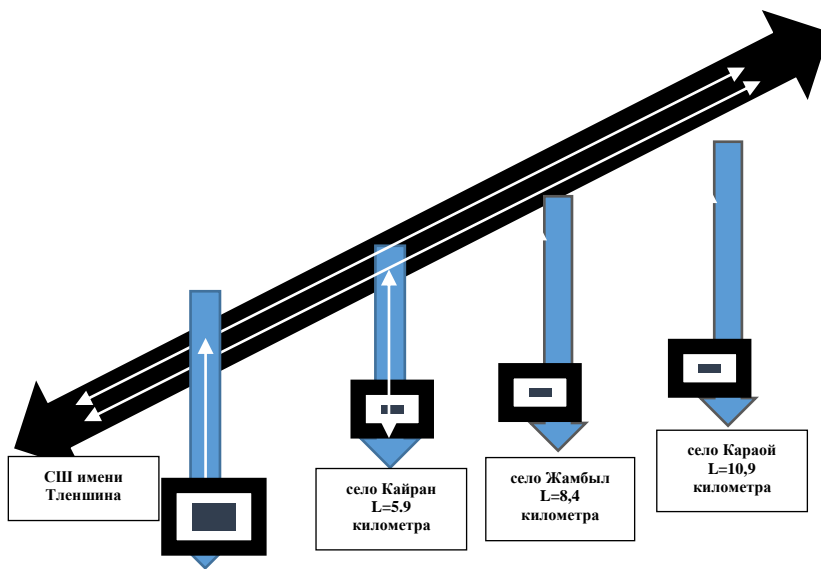 СШ имени
Тленшина
село Кайран
L=5.9
километра
село Жамбыл
L=8,4
километра
село Караой
L=10,9
километра